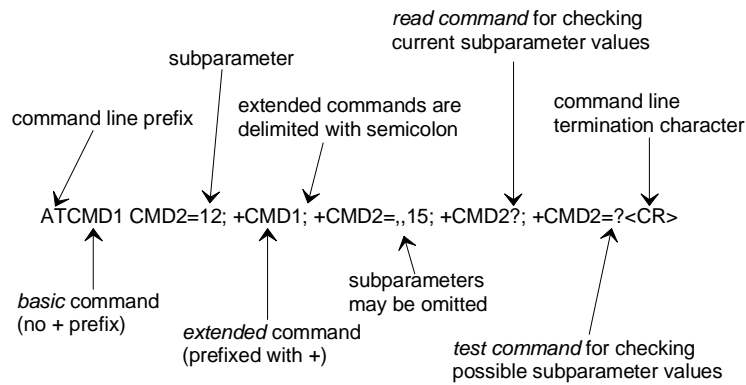 read command for checking
current subparameter values
subparameter
extended commands are
delimited with semicolon
command line
termination character
command line prefix
ATCMD1 CMD2=12; +CMD1; +CMD2=,,15; +CMD2?; +CMD2=?<CR>
basic command
(no + prefix)
extended command
(prefixed with +)
subparameters
may be omitted
test command for checking
possible subparameter values